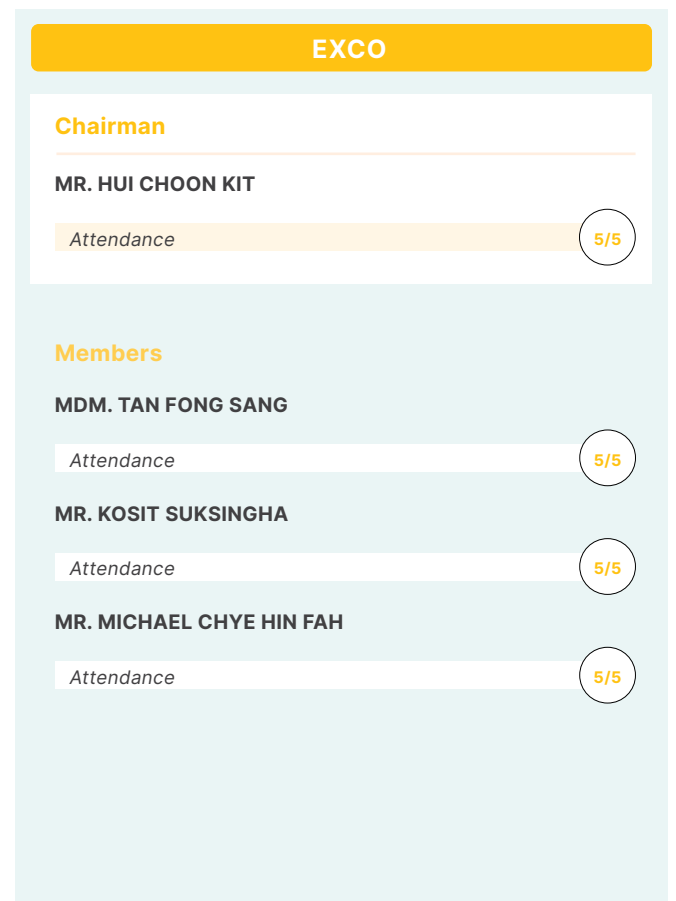 EXCO
Chairman
MR. HUI CHOON KIT
Attendance 5/5
Members
MDM. TAN FONG SANG
Attendance 5/5
MR. KOSIT SUKSINGHA
Attendance 5/5
MR. MICHAEL CHYE HIN FAH
Attendance 5/5